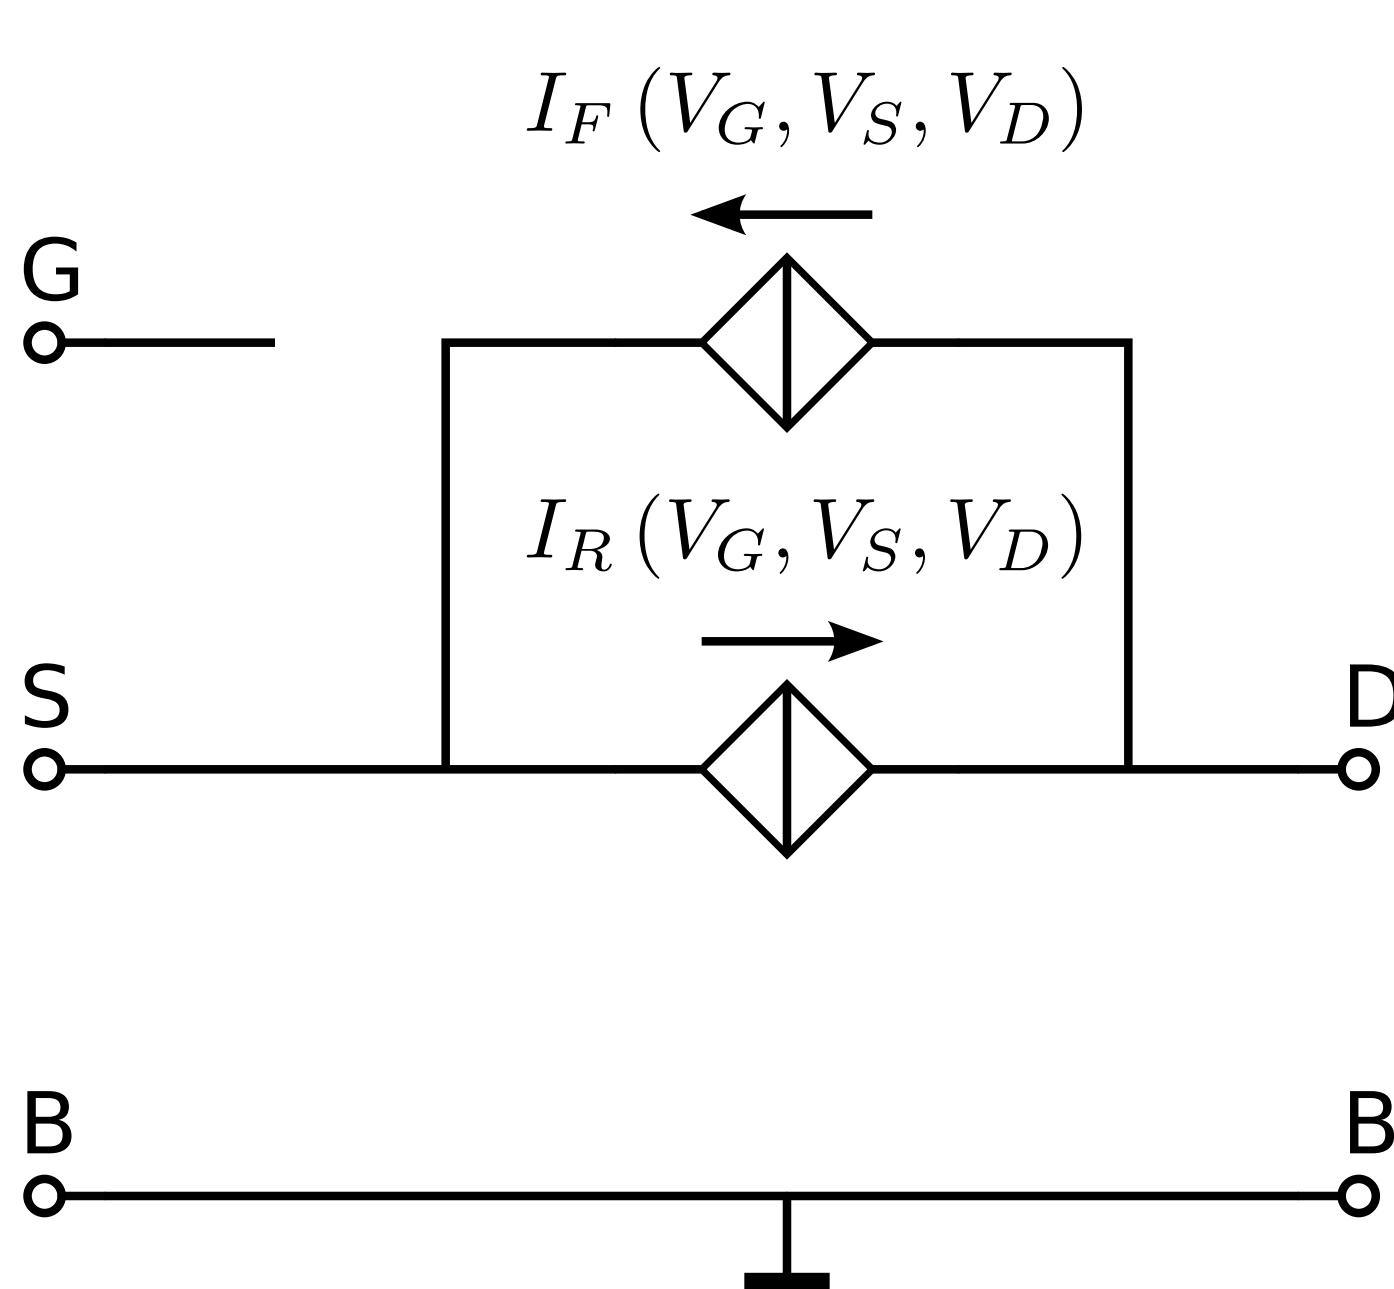 I_F (V_G, V_S, V_D)
G
I_R (V_G, V_S, V_D)
S D
B B